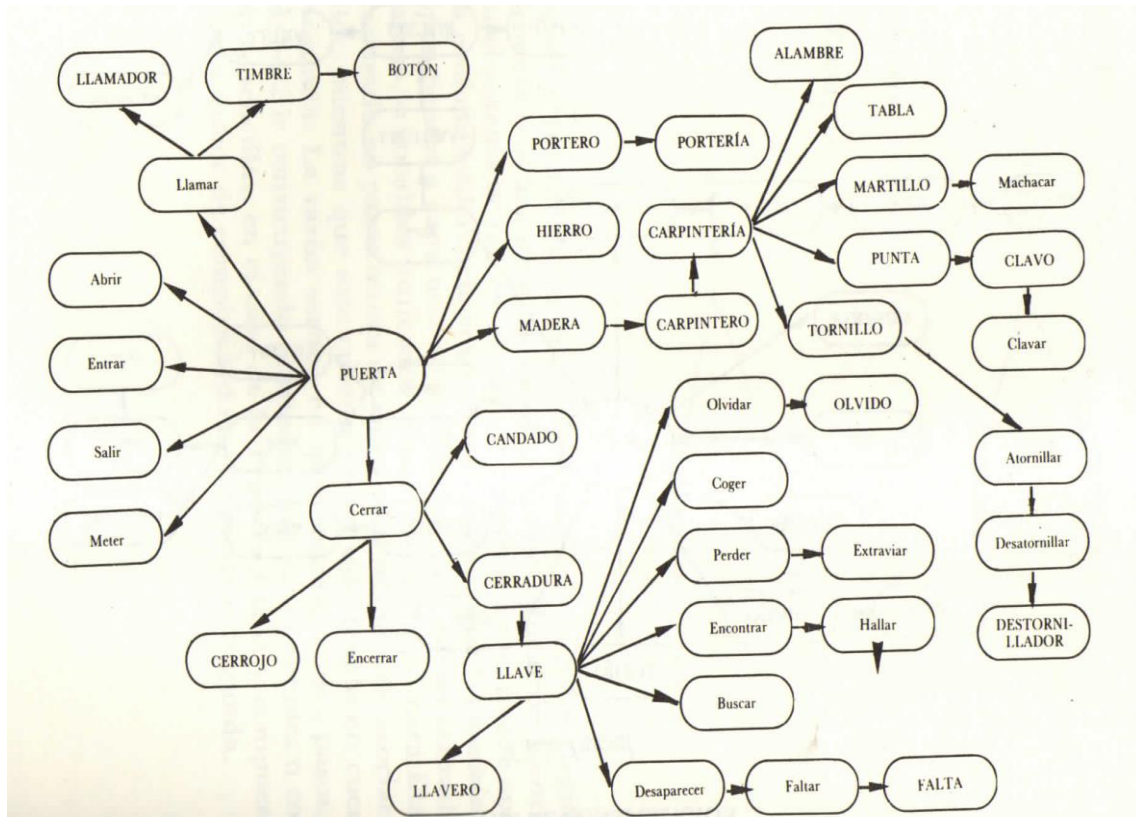 ALAMBRE
LLAMADOR
TIMBRE
BOTÓN
TABLA
PORTERO
PORTERÍA
Llamar
MARTILLO
Machacar
HIERRO
CARPINTERÍA
PUNTA
CLAVO
Abrir
MADERA
CARPINTERO
TORNILLO
Clavar
Entrar
PUERTA
Olvidar
OLVIDO
CANDADO
Salir
Atornillar
Coger
Cerrar
Meter
Perder
Extraviar
Desatornillar
CERRADURA
Encontrar
Hallar
DESTORNI-
LLADOR
CERROJO
Encerrar
LLAVE
Buscar
LLAVERO
Desaparecer
Faltar
FALTA